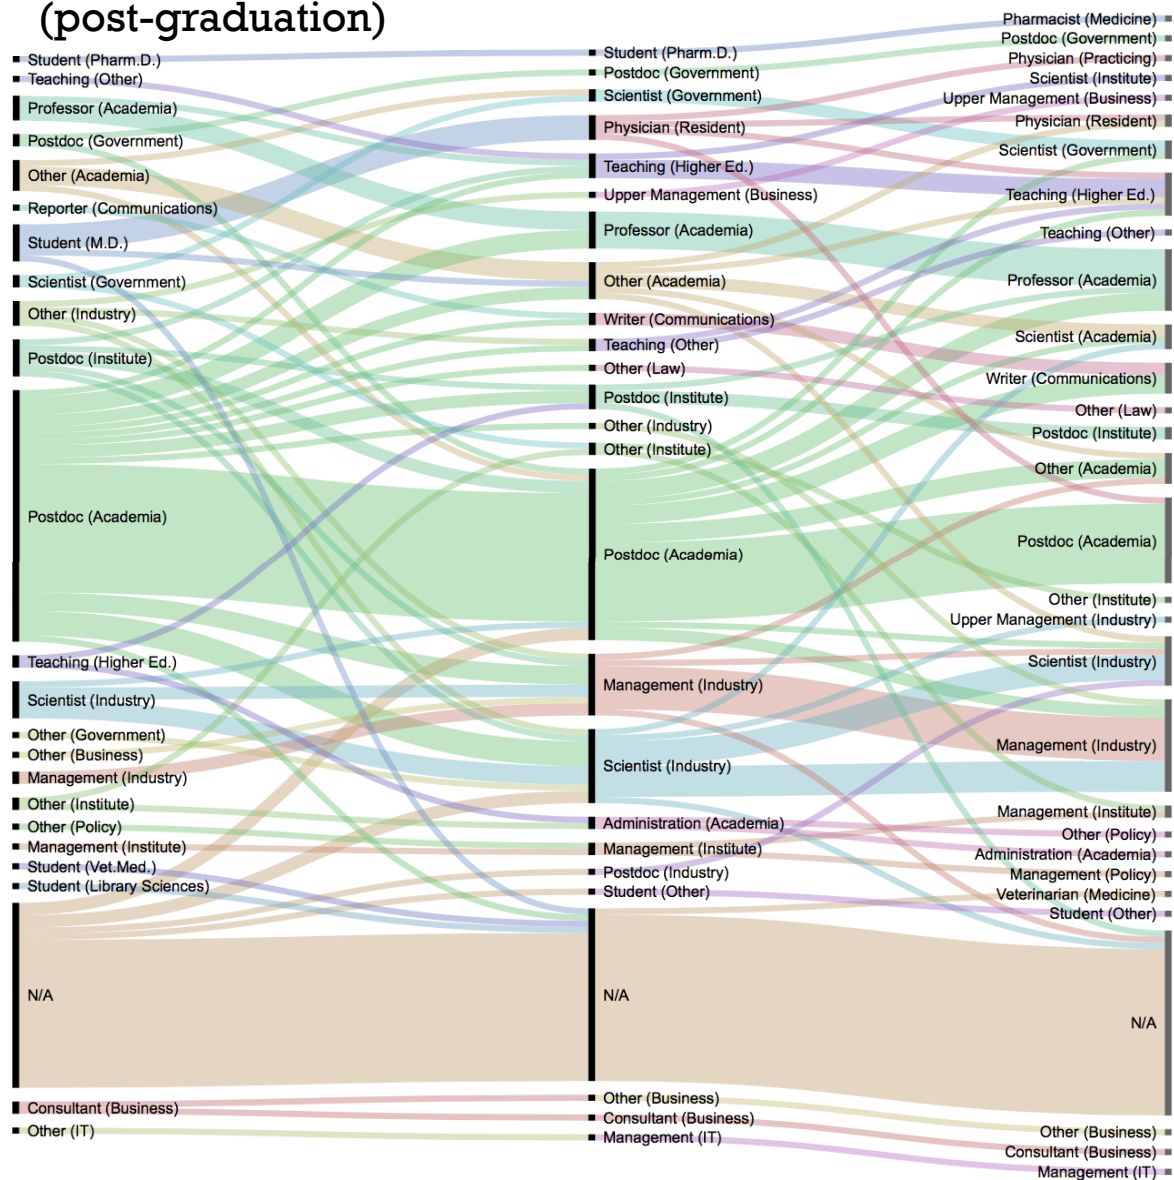 (post-graduation)
Student (Pharm.D.)
Teaching (Other)
Professor (Academia)
Postdoc (Government)
Other (Academia)
Reporter (Communications)
Student (M.D.)
Scientist (Government)
Other (Industry)
Postdoc (Institute)
Postdoc (Academia)
Teaching (Higher Ed.)
Scientist (Industry)
Other (Government)
Other (Business)
Management (Industry)
Other (Institute)
Other (Policy)
Management (Institute)
Student (Vet.Med.)
Student (Library Sciences)
N/A
Consultant (Business)
Other (IT)
Student (Pharm.D.)
Postdoc (Government)
Scientist (Government)
Physician (Resident)
Teaching (Higher Ed.)
Upper Management (Business)
Professor (Academia)
Other (Academia)
Writer (Communications)
Teaching (Other)
Other (Law)
Postdoc (Institute)
Other (Industry)
Other (Institute)
Postdoc (Academia)
Management (Industry)
Scientist (Industry)
Administration (Academia)
Management (Institute)
Postdoc (Industry)
Student (Other)
N/A
Other (Business)
Consultant (Business)
Management (IT)
Pharmacist (Medicine)
Postdoc (Government)
Physician (Practicing)
Scientist (Institute)
Upper Management (Business)
Physician (Resident)
Scientist (Government)
Teaching (Higher Ed.)
Teaching (Other)
Professor (Academia)
Scientist (Academia)
Writer (Communications)
Other (Law)
Postdoc (Institute)
Other (Academia)
Postdoc (Academia)
Other (Institute)
Upper Management (Industry)
Scientist (Industry)
Management (Industry)
Management (Institute)
Other (Policy)
Administration (Academia)
Management (Policy)
Veterinarian (Medicine)
Student (Other)
N/A
Other (Business)
Consultant (Business)
Management (IT)